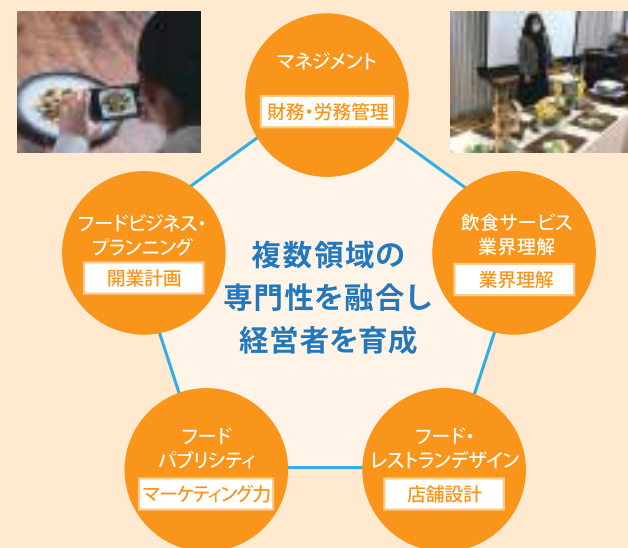 マネジメント
財務・労務管理
フードビジネス・
プランニング
開業計画
飲食サービス
業界理解
業界理解
複数領域の
専門性を融合し
経営者を育成
フード
パブリシティ
マーケティング力
フード・
レストランデザイン
店舗設計